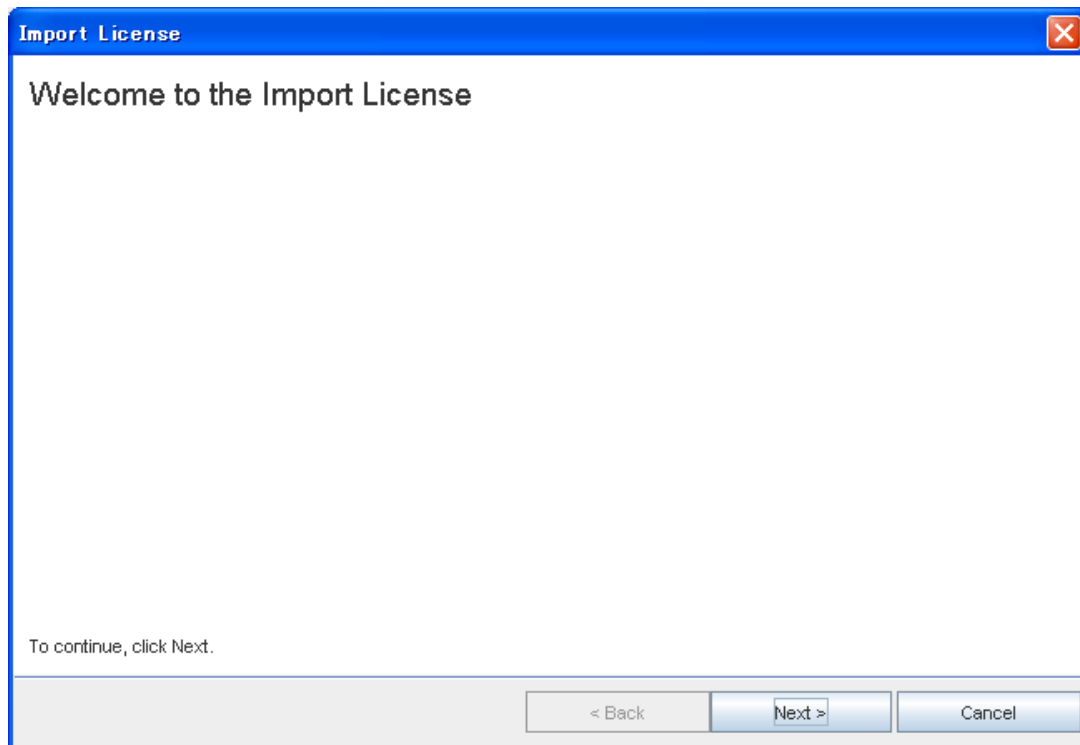 Import License
Welcome to the Import License
To continue, click Next.
< Back
Next >
Cancel